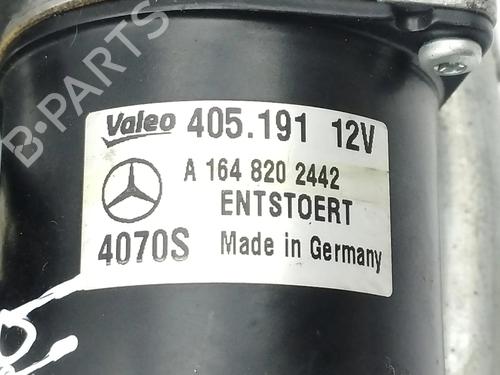 B-PARTS
Valeo 405.191 12V
A 164 820 2442
ENTSTOERT
4070S Made in Germany